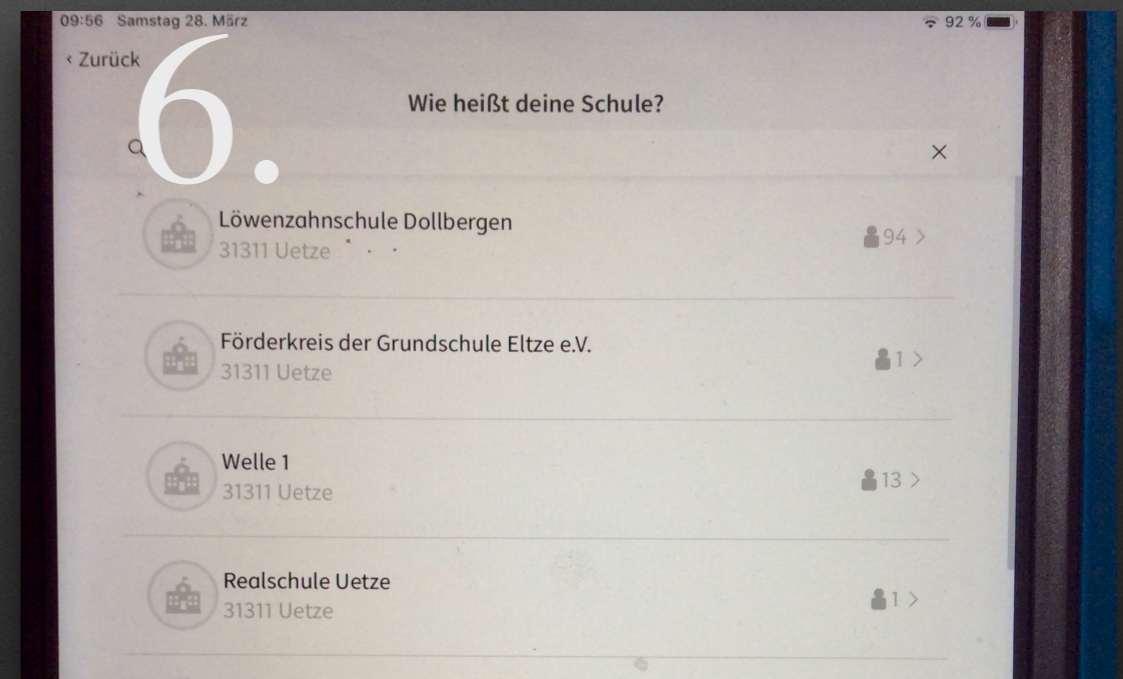 09:56 Samstag 28. März 92 %
‹ Zurück
6.
Wie heißt deine Schule?
Löwenzahnschule Dollbergen
31311 Uetze
94 >
Förderkreis der Grundschule Eltze e.V.
31311 Uetze
1 >
Welle 1
31311 Uetze
13 >
Realschule Uetze
31311 Uetze
1 >